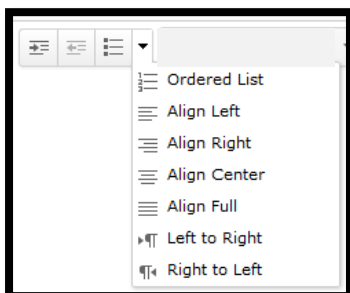 Ordered List
Align Left
Align Right
Align Center
Align Full
Left to Right
Right to Left